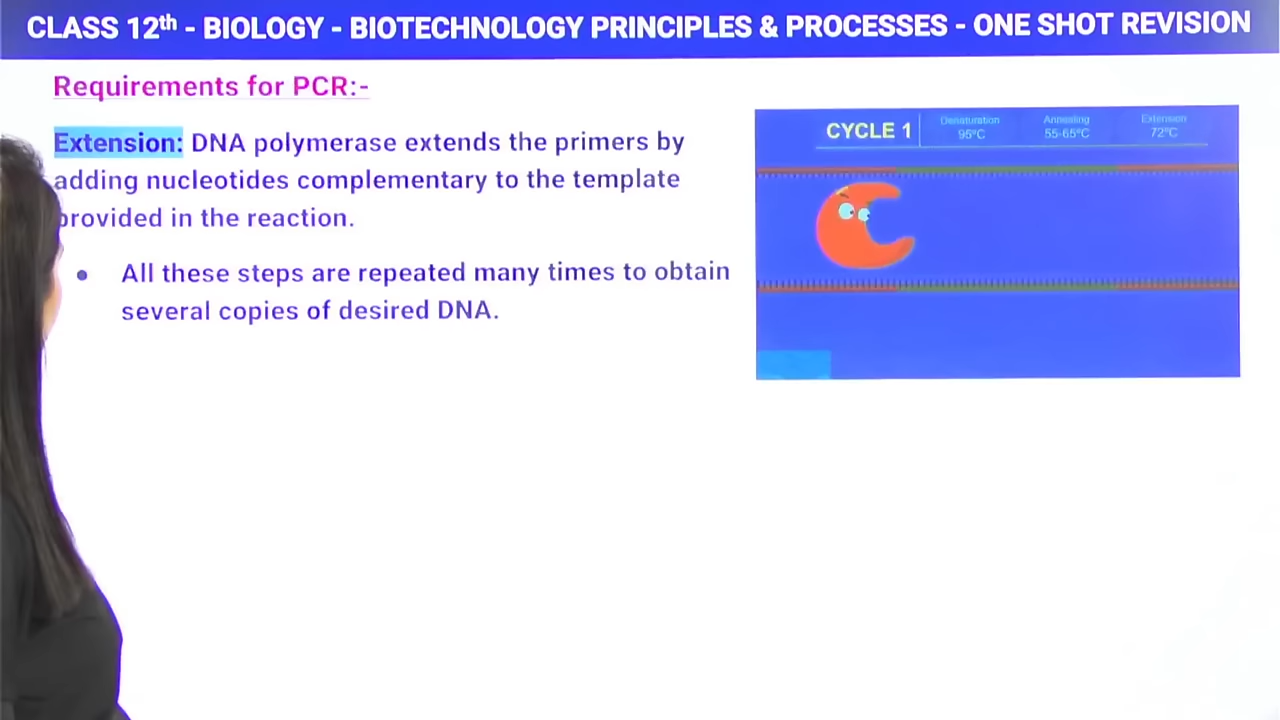 CLASS 12th - BIOLOGY - BIOTECHNOLOGY PRINCIPLES & PROCESSES - ONE SHOT REVISION
Requirements for PCR:-
Extension: DNA polymerase extends the primers by
adding nucleotides complementary to the template
provided in the reaction.
• All these steps are repeated many times to obtain
several copies of desired DNA.
CYCLE 1
Denaturation
95°C
Annealing
55-65°C
Extension
72°C